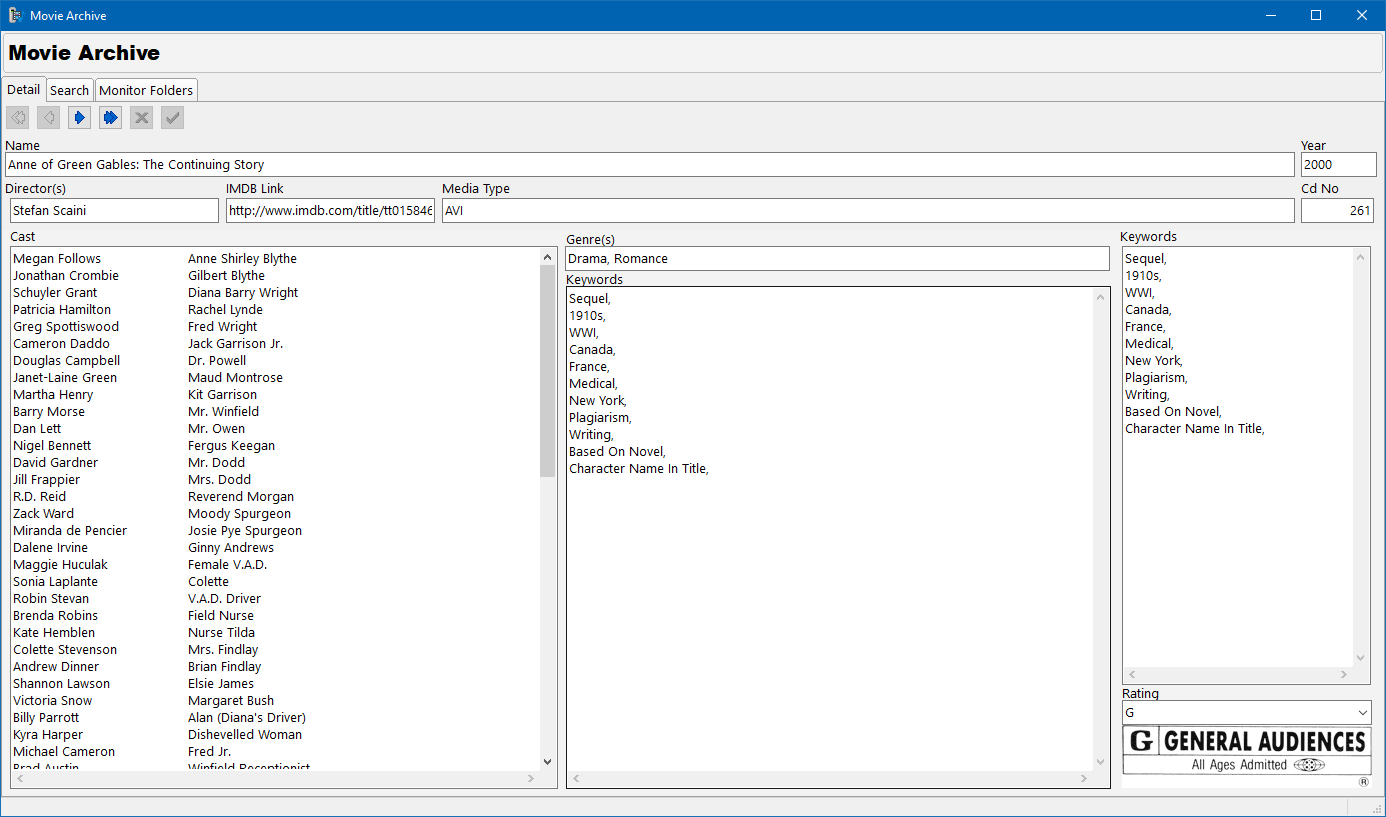 Movie Archive
Movie Archive
Detail Search Monitor Folders
Name Year
Anne of Green Gables: The Continuing Story 2000
Director(s) IMDB Link Media Type Cd No
Stefan Scaini http://www.imdb.com/title/tt015846 AVI 261
Cast
Megan Follows Anne Shirley Blythe
Jonathan Crombie Gilbert Blythe
Schuyler Grant Diana Barry Wright
Patricia Hamilton Rachel Lynde
Greg Spottiswood Fred Wright
Cameron Daddo Jack Garrison Jr.
Douglas Campbell Dr. Powell
Janet-Laine Green Maud Montrose
Martha Henry Kit Garrison
Barry Morse Mr. Winfield
Dan Lett Mr. Owen
Nigel Bennett Fergus Keegan
David Gardner Mr. Dodd
Jill Frappier Mrs. Dodd
R.D. Reid Reverend Morgan
Zack Ward Moody Spurgeon
Miranda de Pencier Josie Pye Spurgeon
Dalene Irvine Ginny Andrews
Maggie Huculak Female V.A.D.
Sonia Laplante Colette
Robin Stevan V.A.D. Driver
Brenda Robins Field Nurse
Kate Hemblen Nurse Tilda
Colette Stevenson Mrs. Findlay
Andrew Dinner Brian Findlay
Shannon Lawson Elsie James
Victoria Snow Margaret Bush
Billy Parrott Alan (Diana's Driver)
Kyra Harper Dishevelled Woman
Michael Cameron Fred Jr.
Brad Austin Winfield Receptionist
Genre(s)
Drama, Romance
Keywords
Sequel,
1910s,
WWI,
Canada,
France,
Medical,
New York,
Plagiarism,
Writing,
Based On Novel,
Character Name In Title,
Keywords
Sequel,
1910s,
WWI,
Canada,
France,
Medical,
New York,
Plagiarism,
Writing,
Based On Novel,
Character Name In Title,
Rating
G
G GENERAL AUDIENCES
All Ages Admitted
®